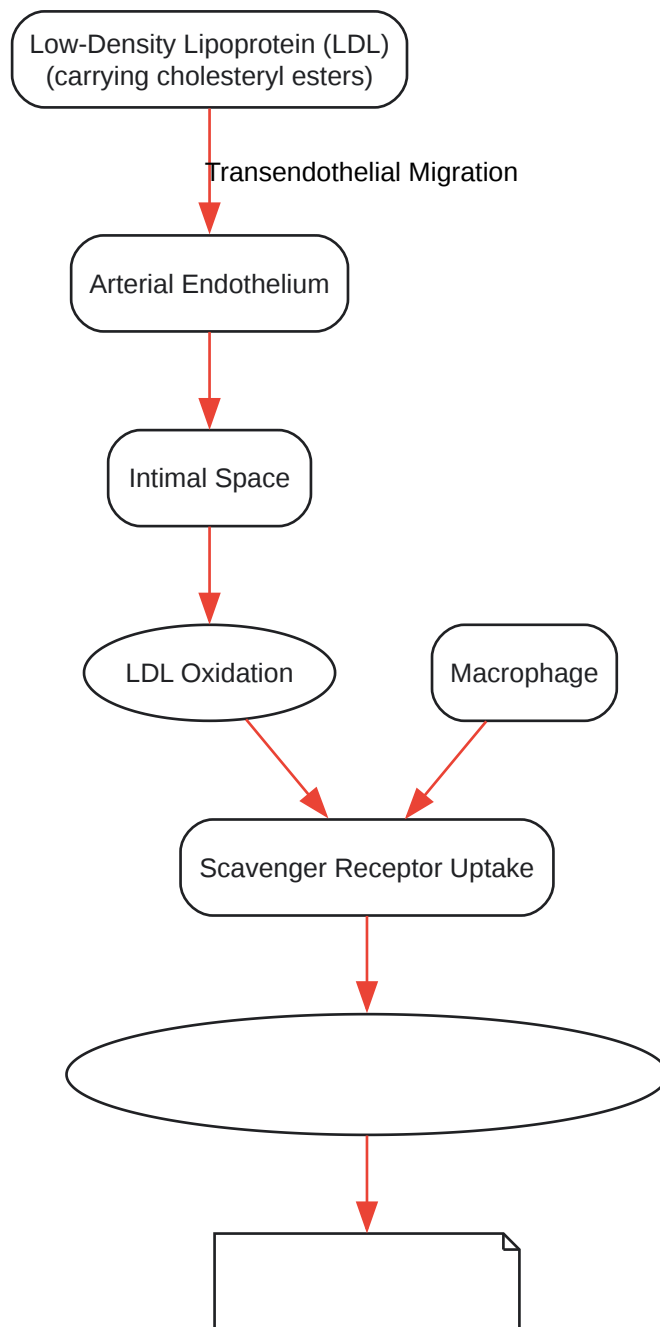 Low-Density Lipoprotein (LDL)
(carrying cholesteryl esters)
Transendothelial Migration
Arterial Endothelium
Intimal Space
LDL Oxidation
Macrophage
Scavenger Receptor Uptake